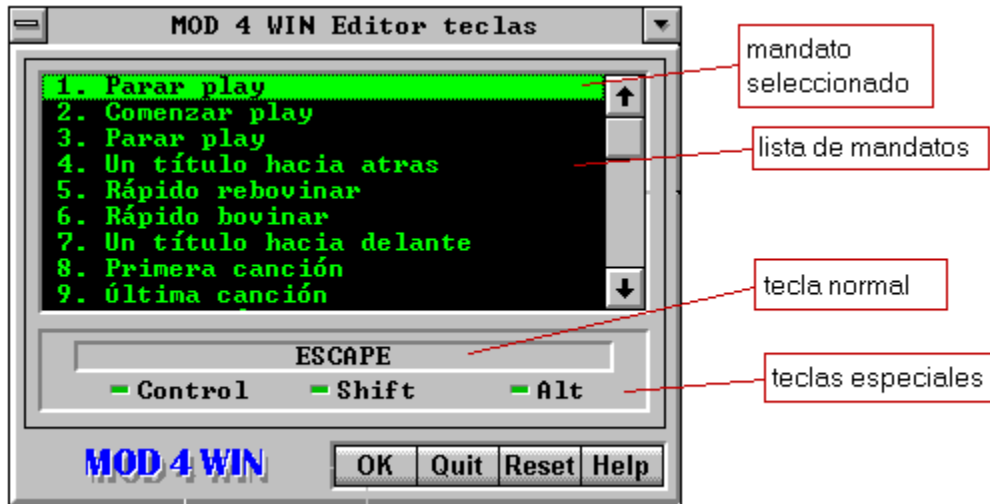 MOD 4 WIN Editor teclas
1. Parar play
2. Comenzar play
3. Parar play
4. Un título hacia atras
5. Rápido rebovinar
6. Rápido bovinar
7. Un título hacia delante
8. Primera canción
9. Última canción
ESCAPE
Control Shift Alt
MOD 4 WIN
OK Quit Reset Help
mandato
seleccionado
lista de mandatos
tecla normal
teclas especiales